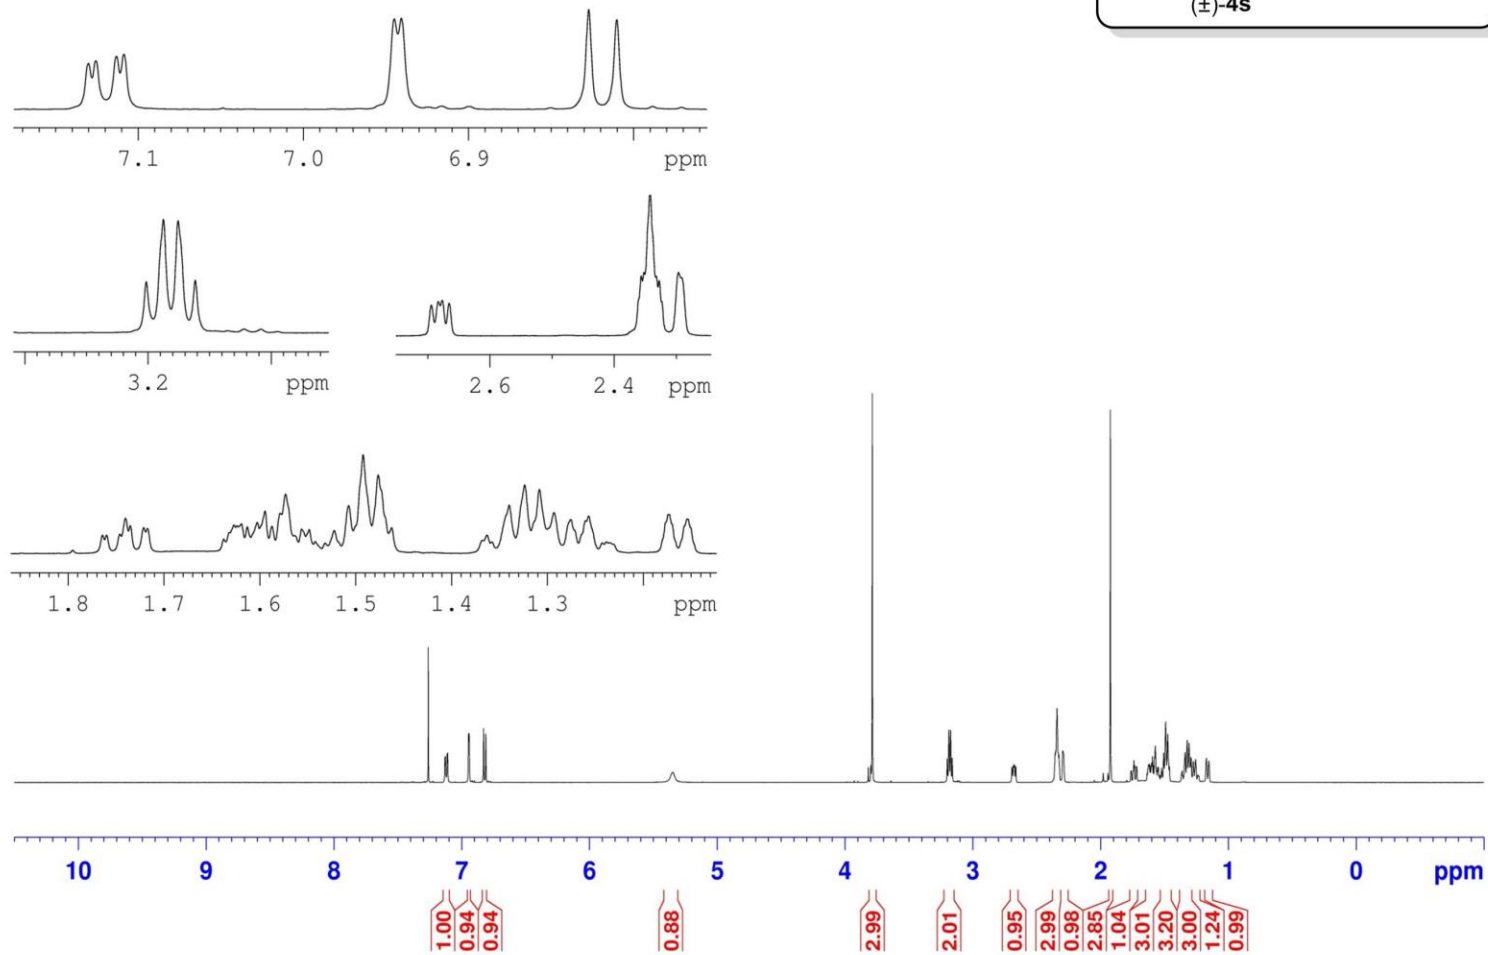 (±)-4s
7.1 7.0 6.9 ppm
3.2 ppm
2.6 2.4 ppm
1.8 1.7 1.6 1.5 1.4 1.3 ppm
10 9 8 7 6 5 4 3 2 1 0 ppm
1.00 0.94 0.94 0.88 2.99 2.01 0.95 2.99 0.98 2.85 1.04 3.01 3.20 3.00 1.24 0.99